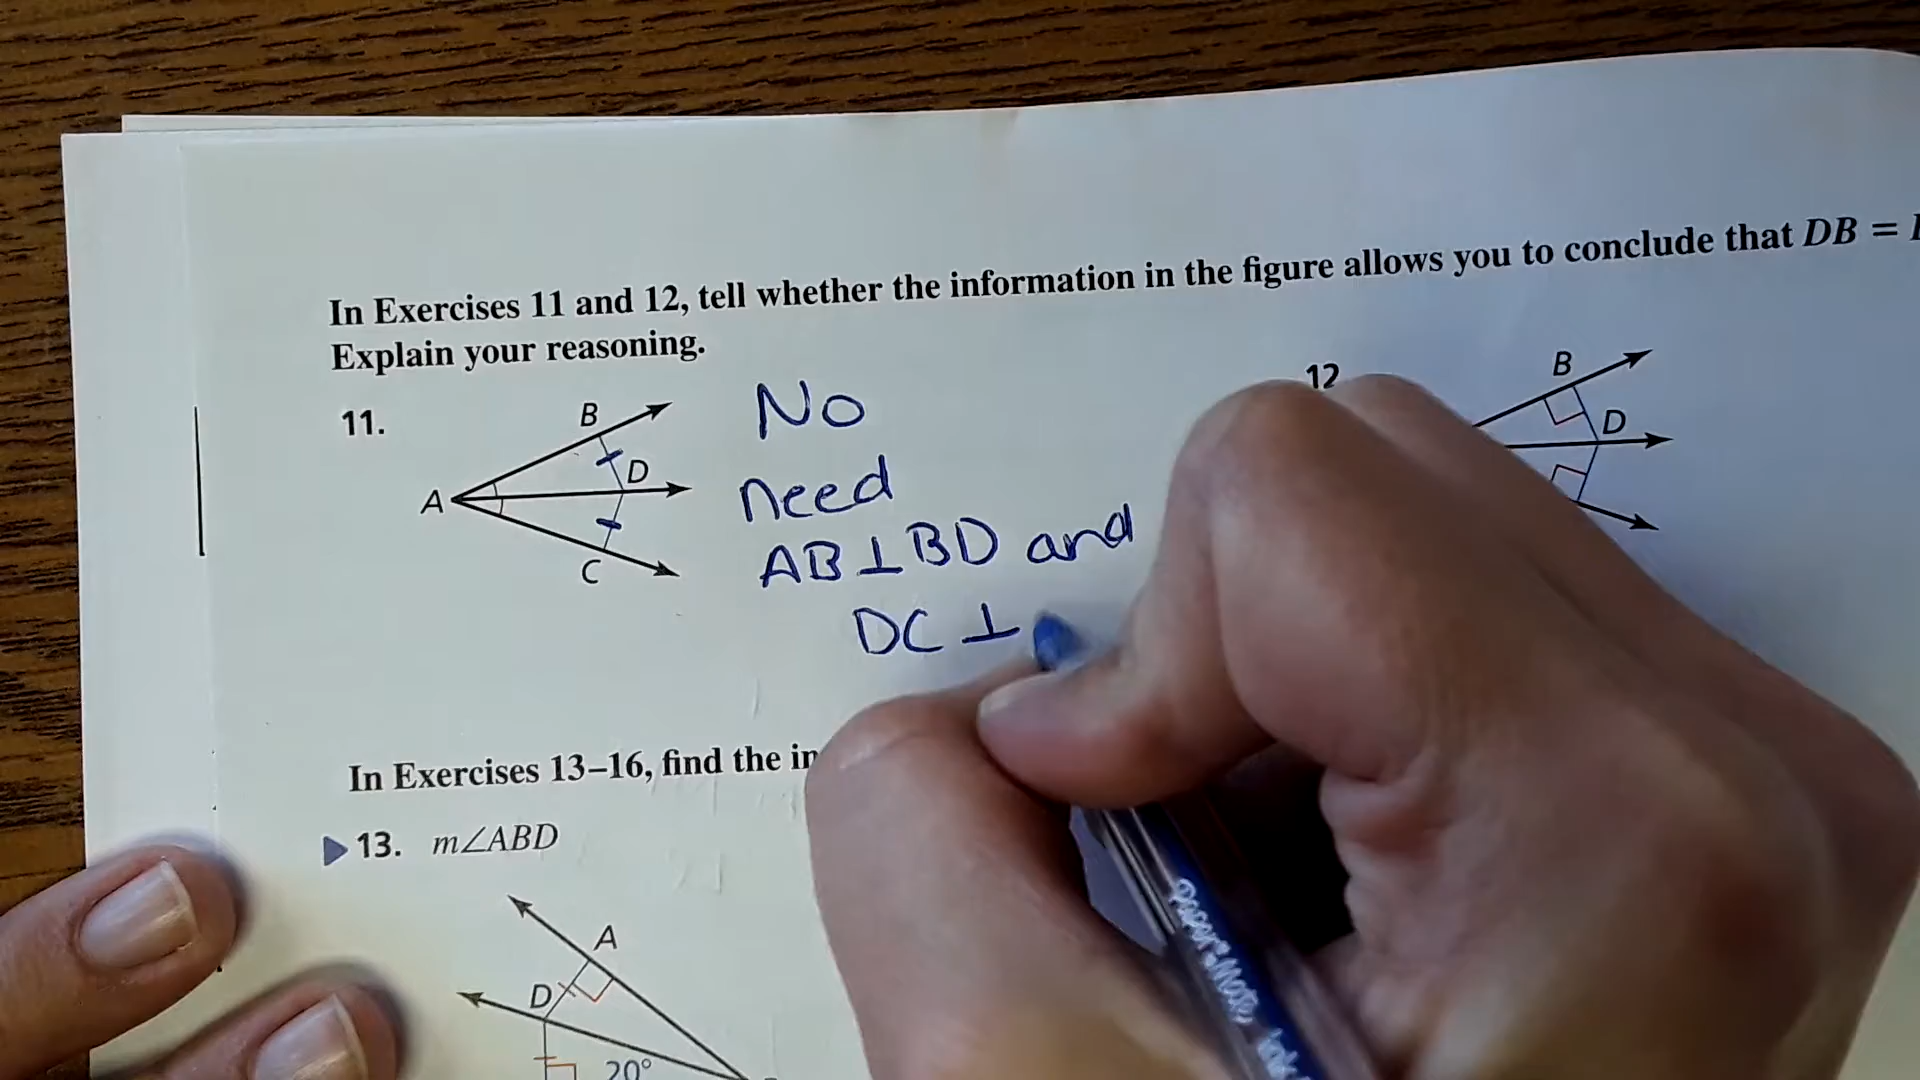 In Exercises 11 and 12, tell whether the information in the figure allows you to conclude that DB =
Explain your reasoning.
11.
B
D
A
C
No
need
AB⊥BD and
DC⊥
12
B
D
In Exercises 13–16, find the in
13. m∠ABD
A
D
20°
Paper Mate